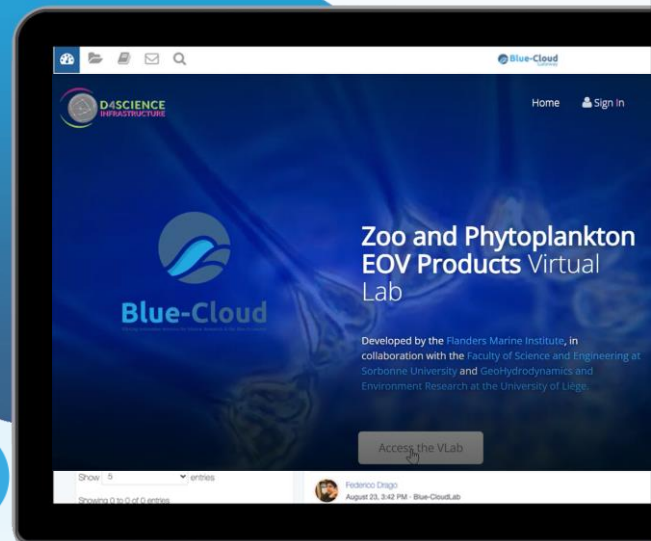 Blue-Cloud
D4SCIENCE
INFRASTRUCTURE
Home
Sign In
Zoo and Phytoplankton
EOV Products Virtual
Lab
Blue-Cloud
Developed by the Flanders Marine Institute, in
collaboration with the Faculty of Science and Engineering at
Sorbonne University and GeoHydrodynamics and
Environment Research at the University of Liège.
Access the VLab
Show 5 entries
Showing 0 to 0 of 0 entries
Federico Drago
August 23, 3:42 PM - Blue-CloudLab